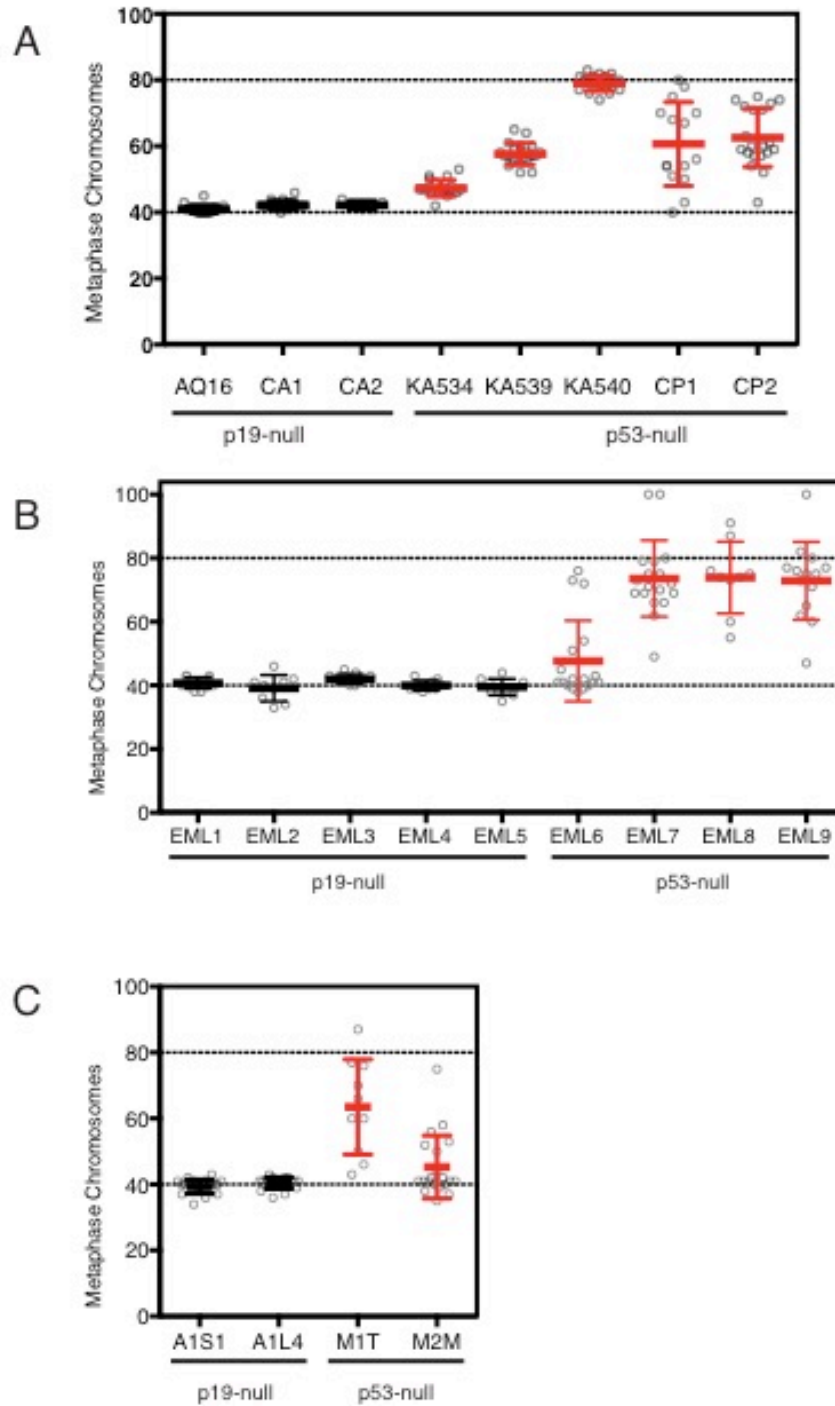 A
Metaphase Chromosomes
100
80
60
40
20
0
AQ16 CA1 CA2 KA534 KA539 KA540 CP1 CP2
p19-null p53-null
B
Metaphase Chromosomes
100
80
60
40
20
0
EML1 EML2 EML3 EML4 EML5 EML6 EML7 EML8 EML9
p19-null p53-null
C
Metaphase Chromosomes
100
80
60
40
20
0
A1S1 A1L4 M1T M2M
p19-null p53-null